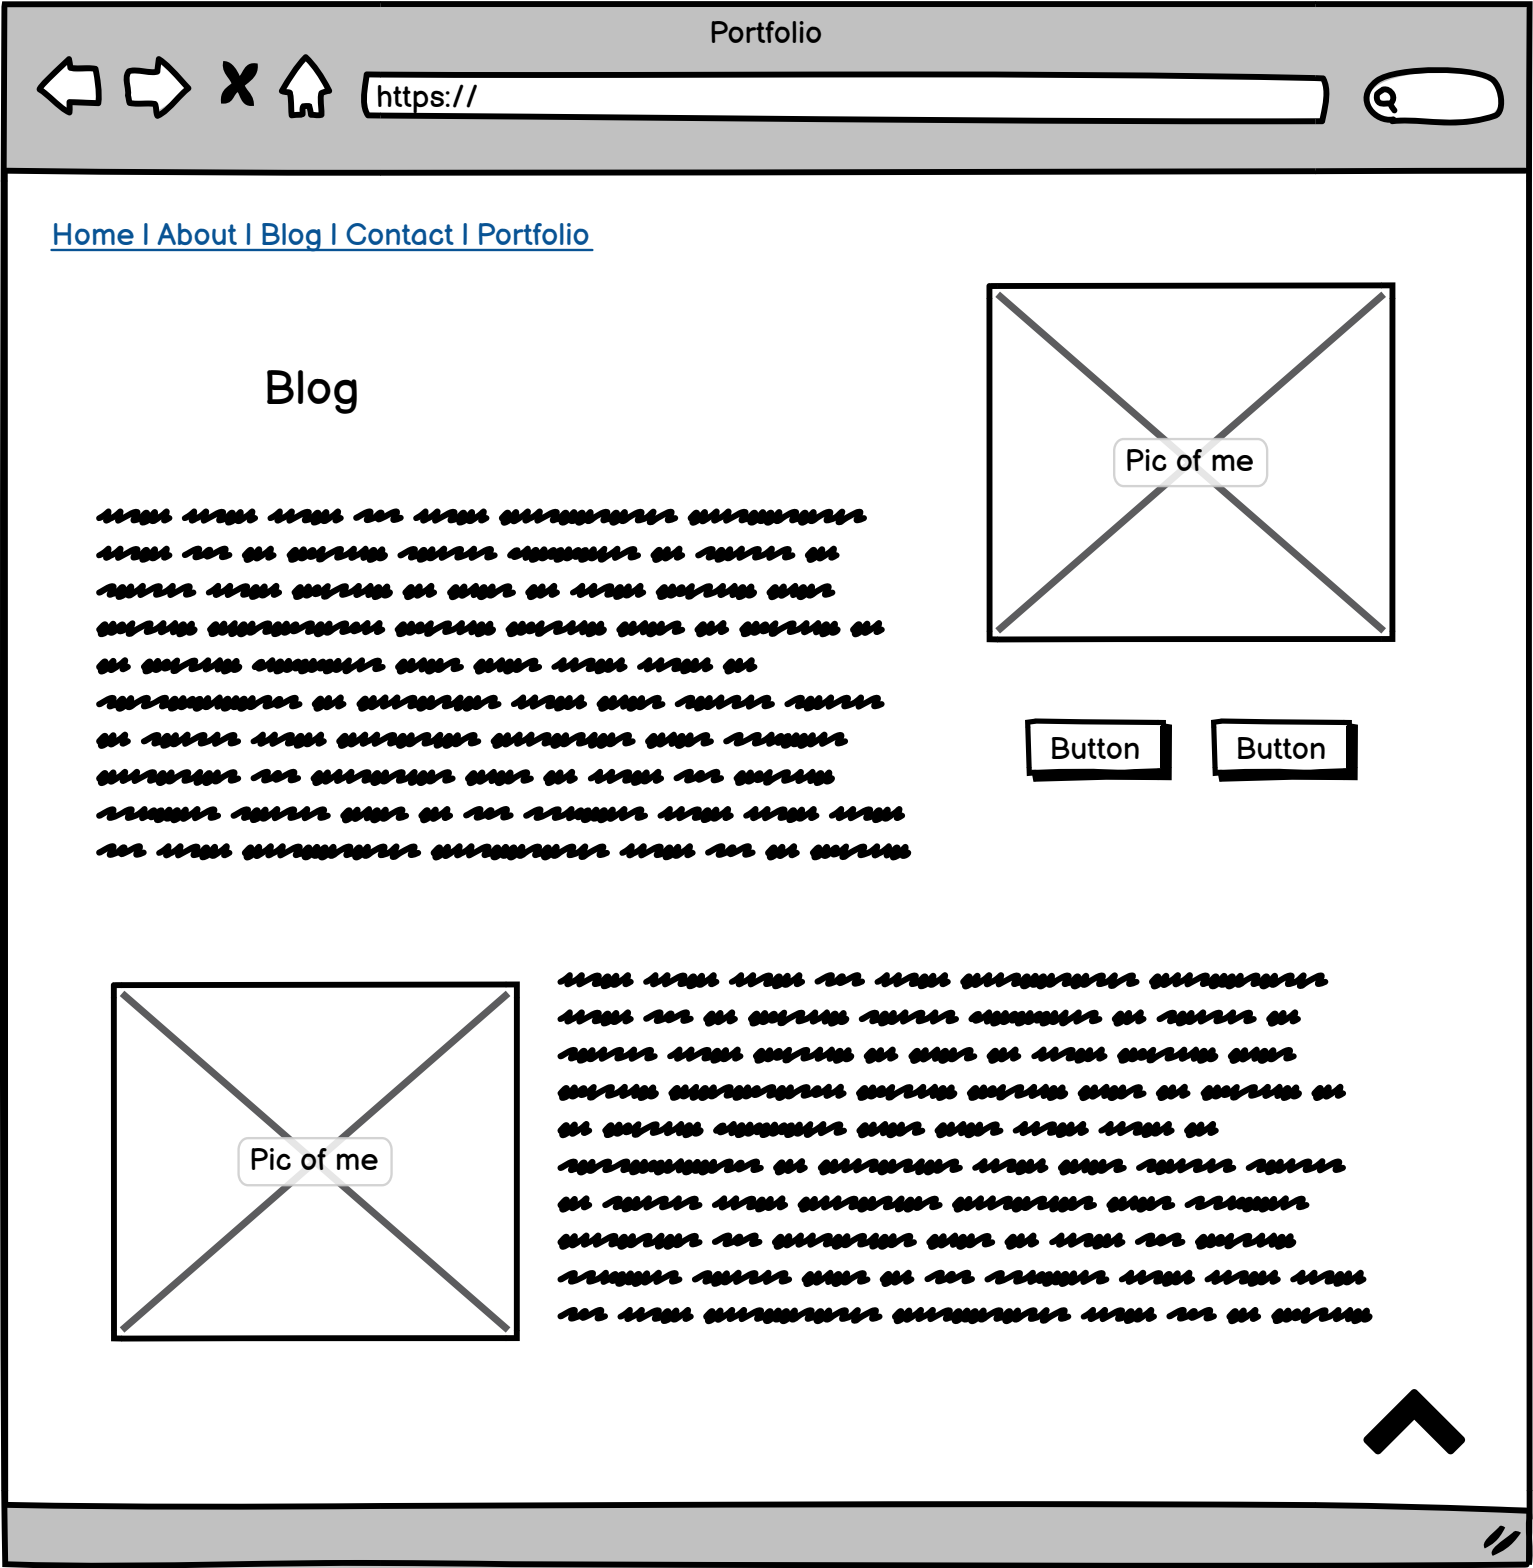 Portfolio
https://
Home | About | Blog | Contact | Portfolio
Blog
Pic of me
Button Button
Pic of me